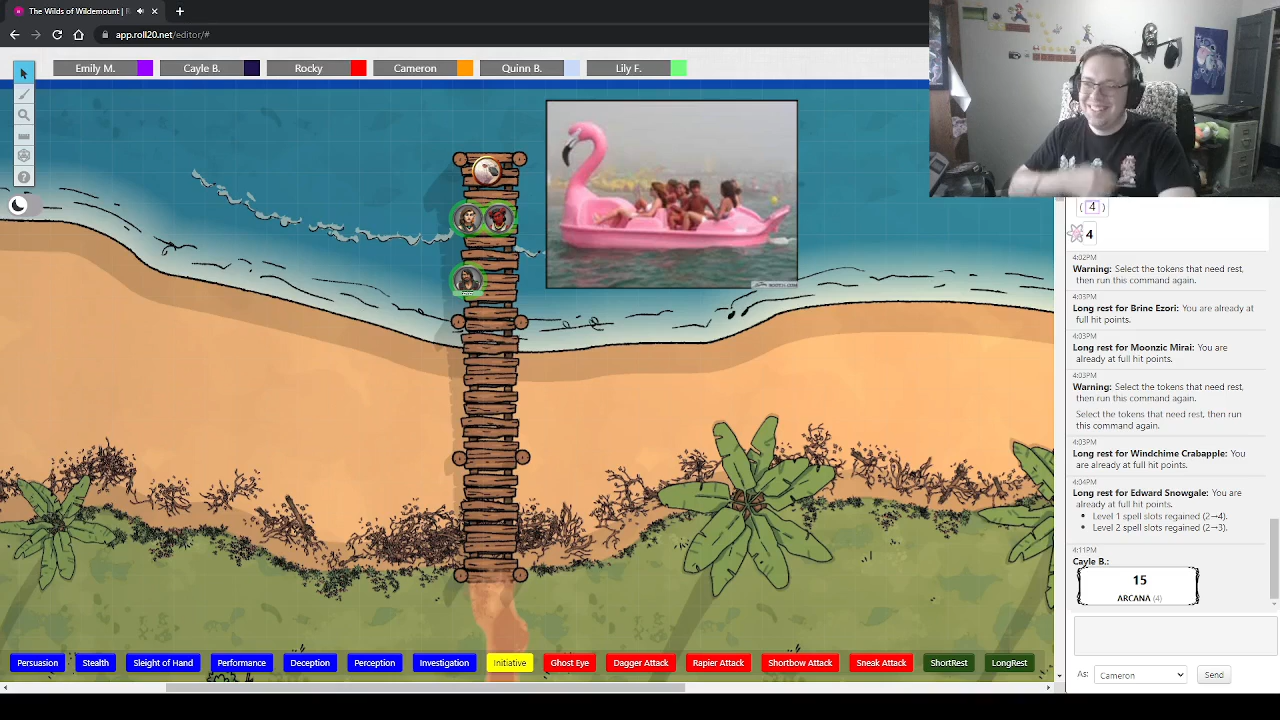 The Wilds of Wildemount |
app.roll20.net/editor/#
Emily M.
Cayle B.
Rocky
Cameron
Quinn B.
Lily F.
(4)
4
4:02PM
Warning: Select the tokens that need rest,
then run this command again.
4:03PM
Long rest for Brine Ezori: You are already at
full hit points.
4:03PM
Long rest for Moonzic Mirai: You are
already at full hit points.
4:03PM
Warning: Select the tokens that need rest,
then run this command again.
Select the tokens that need rest, then run
this command again.
4:03PM
Long rest for Windchime Crabapple: You
are already at full hit points.
4:04PM
Long rest for Edward Snowgale: You are
already at full hit points.
• Level 1 spell slots regained (2→4).
• Level 2 spell slots regained (2→3).
4:11PM
Cayle B.:
15
ARCANA (4)
Persuasion
Stealth
Sleight of Hand
Performance
Deception
Perception
Investigation
Initiative
Ghost Eye
Dagger Attack
Rapier Attack
Shortbow Attack
Sneak Attack
ShortRest
LongRest
As:
Cameron
Send